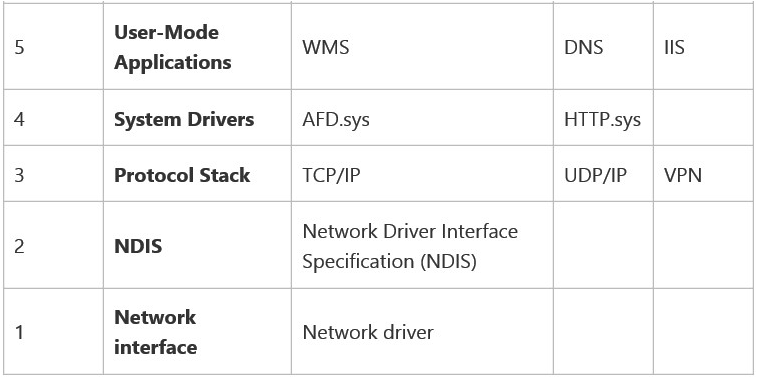 5 User-Mode Applications WMS DNS IIS
4 System Drivers AFD.sys HTTP.sys
3 Protocol Stack TCP/IP UDP/IP VPN
2 NDIS Network Driver Interface Specification (NDIS)
1 Network interface Network driver